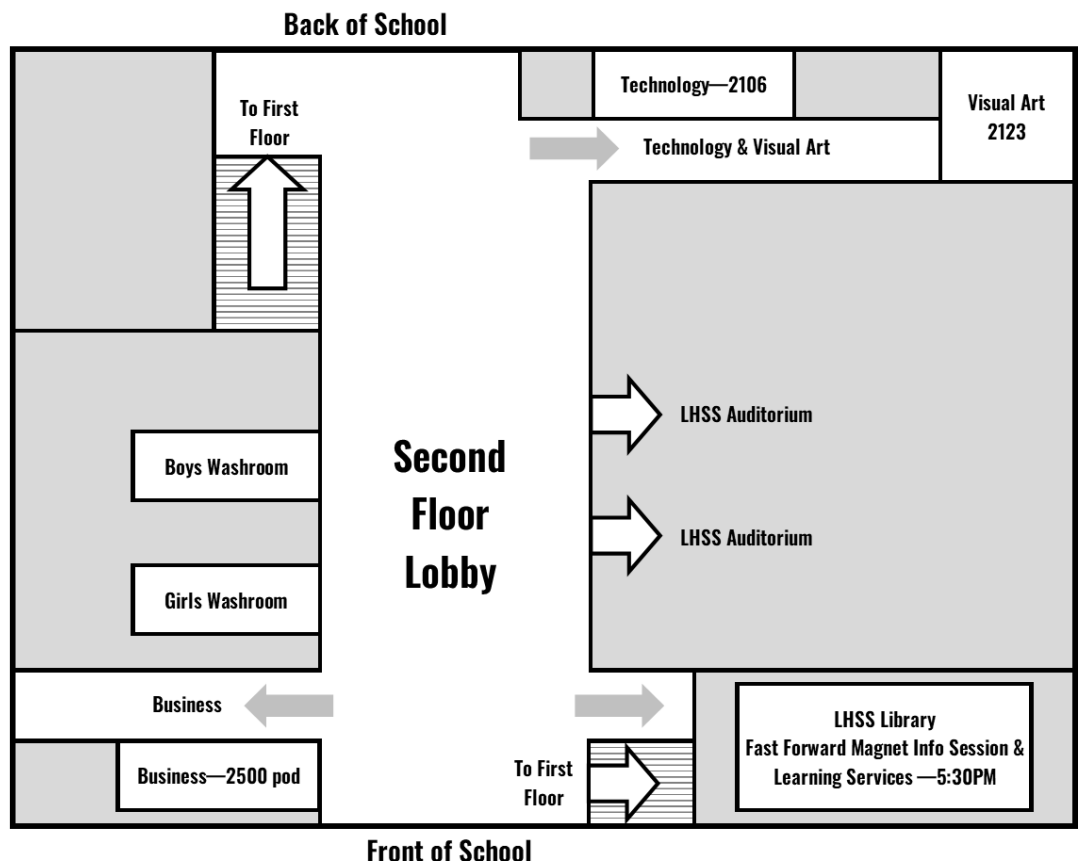 Back of School
To First
Floor
Technology—2106
Visual Art
2123
Technology & Visual Art
LHSS Auditorium
Boys Washroom
Second
Floor
Lobby
LHSS Auditorium
Girls Washroom
Business
LHSS Library
Fast Forward Magnet Info Session &
Learning Services —5:30PM
Business—2500 pod
To First
Floor
Front of School